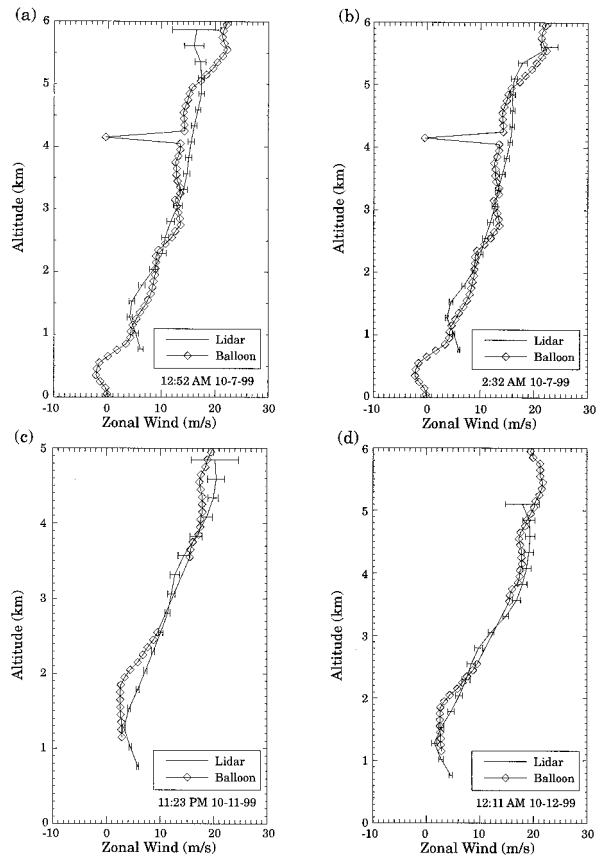 (a)
6
5
4
3
2
1
0
Altitude (km)
Lidar
Balloon
12:52 AM 10-7-99
-10 0 10 20 30
Zonal Wind (m/s)
(b)
6
5
4
3
2
1
0
Altitude (km)
Lidar
Balloon
2:32 AM 10-7-99
-10 0 10 20 30
Zonal Wind (m/s)
(c)
5
4
3
2
1
0
Altitude (km)
Lidar
Balloon
11:23 PM 10-11-99
-10 0 10 20 30
Zonal Wind (m/s)
(d)
6
5
4
3
2
1
0
Altitude (km)
Lidar
Balloon
12:11 AM 10-12-99
-10 0 10 20 30
Zonal Wind (m/s)